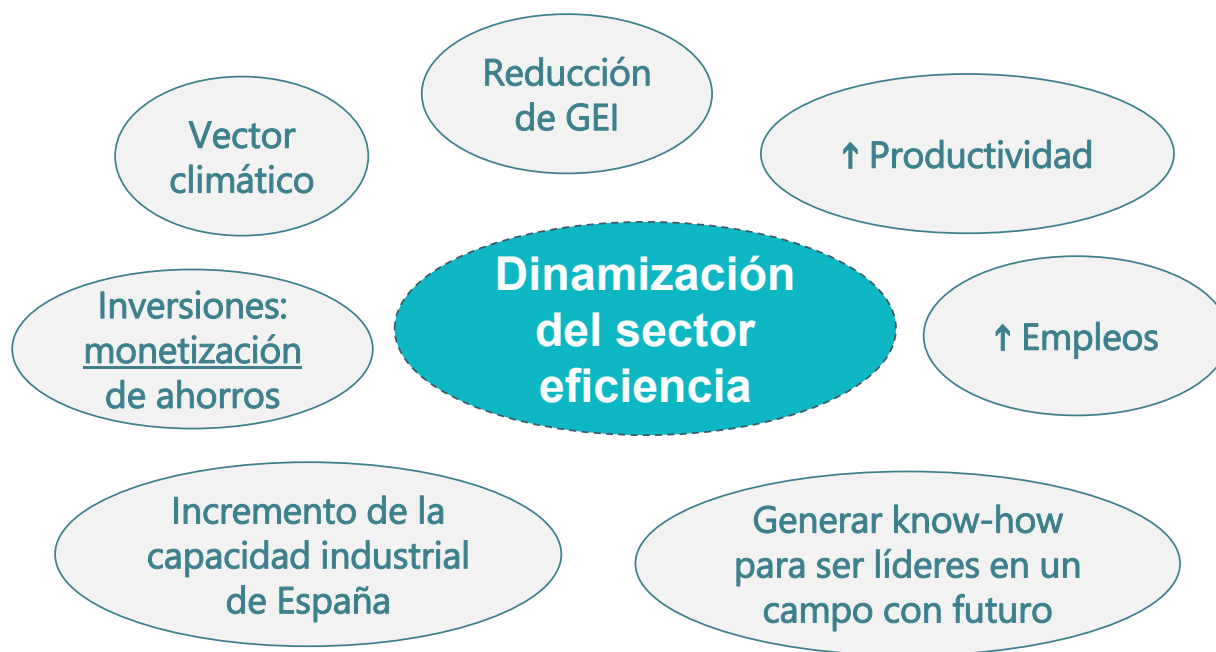 Reducción
de GEI
Vector
climático
↑ Productividad
Dinamización
del sector
eficiencia
Inversiones:
monetización
de ahorros
↑ Empleos
Incremento de la
capacidad industrial
de España
Generar know-how
para ser líderes en un
campo con futuro